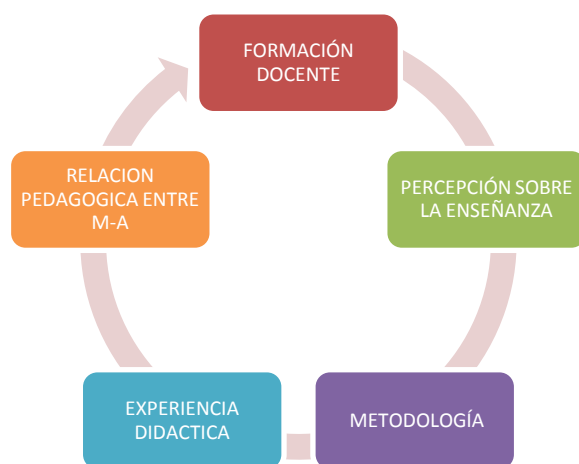 FORMACIÓN
DOCENTE
PERCEPCIÓN SOBRE
LA ENSEÑANZA
METODOLOGÍA
EXPERIENCIA
DIDACTICA
RELACION
PEDAGOGICA ENTRE
M-A